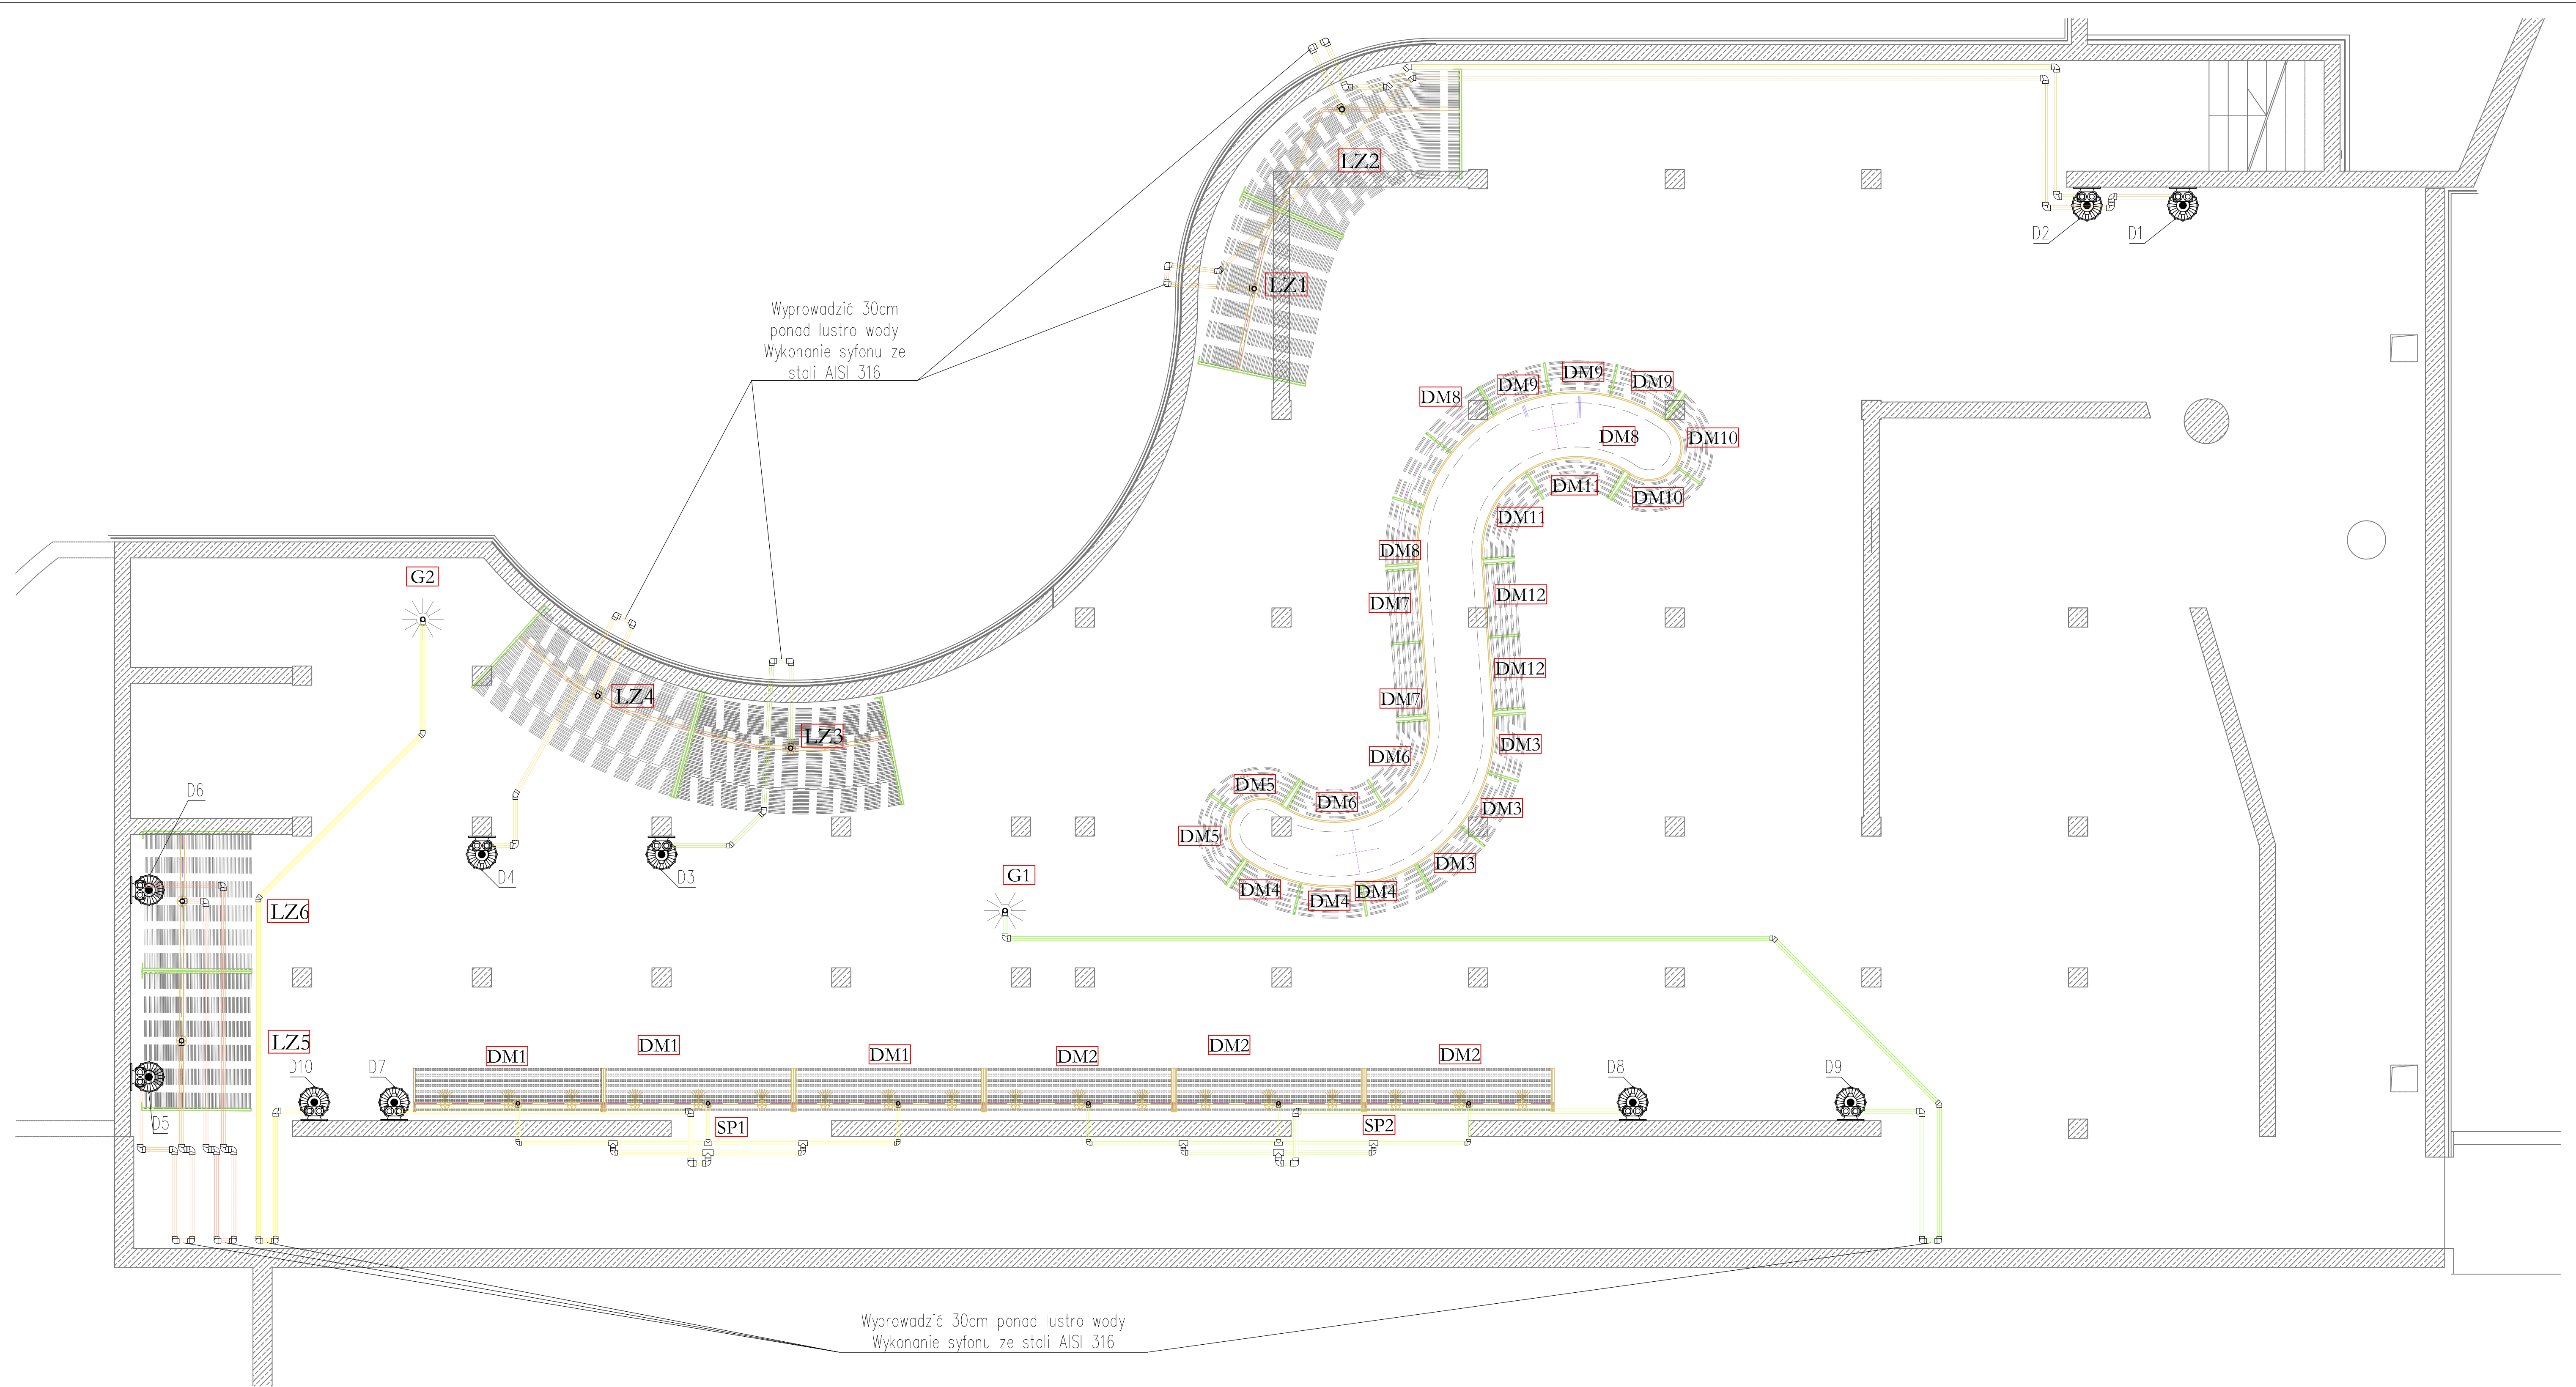 LZ2
D2
D1
LZ1
Wyprowadzić 30cm
ponad lustro wody
Wykonanie syfonu ze
stali AISI 316
DM9
DM9
DM9
DM8
DM8
DM10
DM11
DM10
DM11
DM8
G2
DM7
DM12
DM12
LZ4
DM7
LZ3
DM3
DM6
D6
DM5
DM6
DM3
DM5
DM3
D4
D3
G1
DM4
DM4
DM4
LZ6
LZ5
D10
D7
DM1
DM1
DM1
DM2
DM2
DM2
D8
D9
D5
SP1
SP2
Wyprowadzić 30cm ponad lustro wody
Wykonanie syfonu ze stali AISI 316